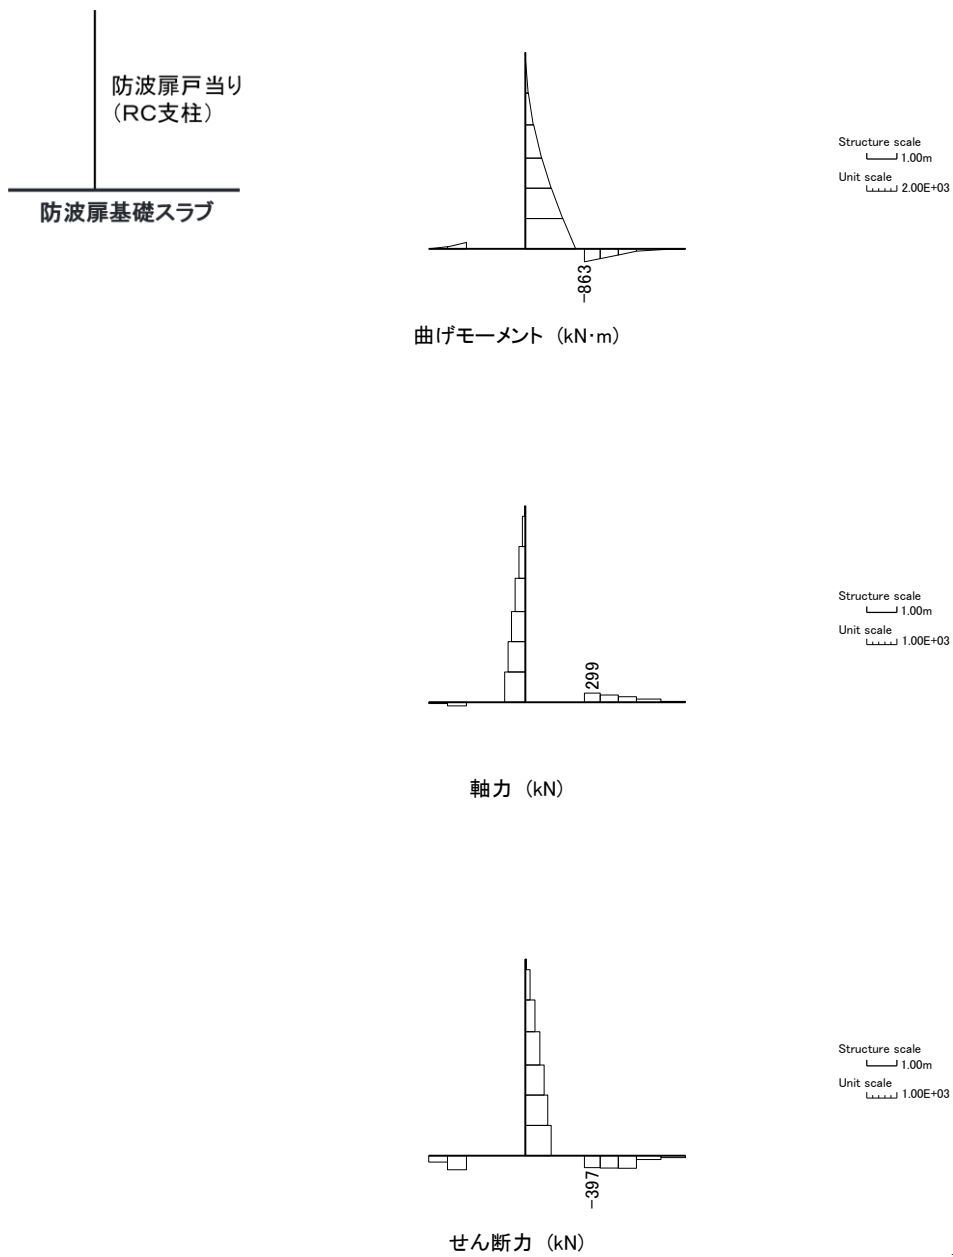 防波扉戸当り
(RC支柱)
防波扉基礎スラブ
Structure scale
1.00m
Unit scale
2.00E+03
-863
曲げモーメント (kN･m)
Structure scale
1.00m
Unit scale
1.00E+03
299
軸力 (kN)
Structure scale
1.00m
Unit scale
1.00E+03
-397
せん断力 (kN)